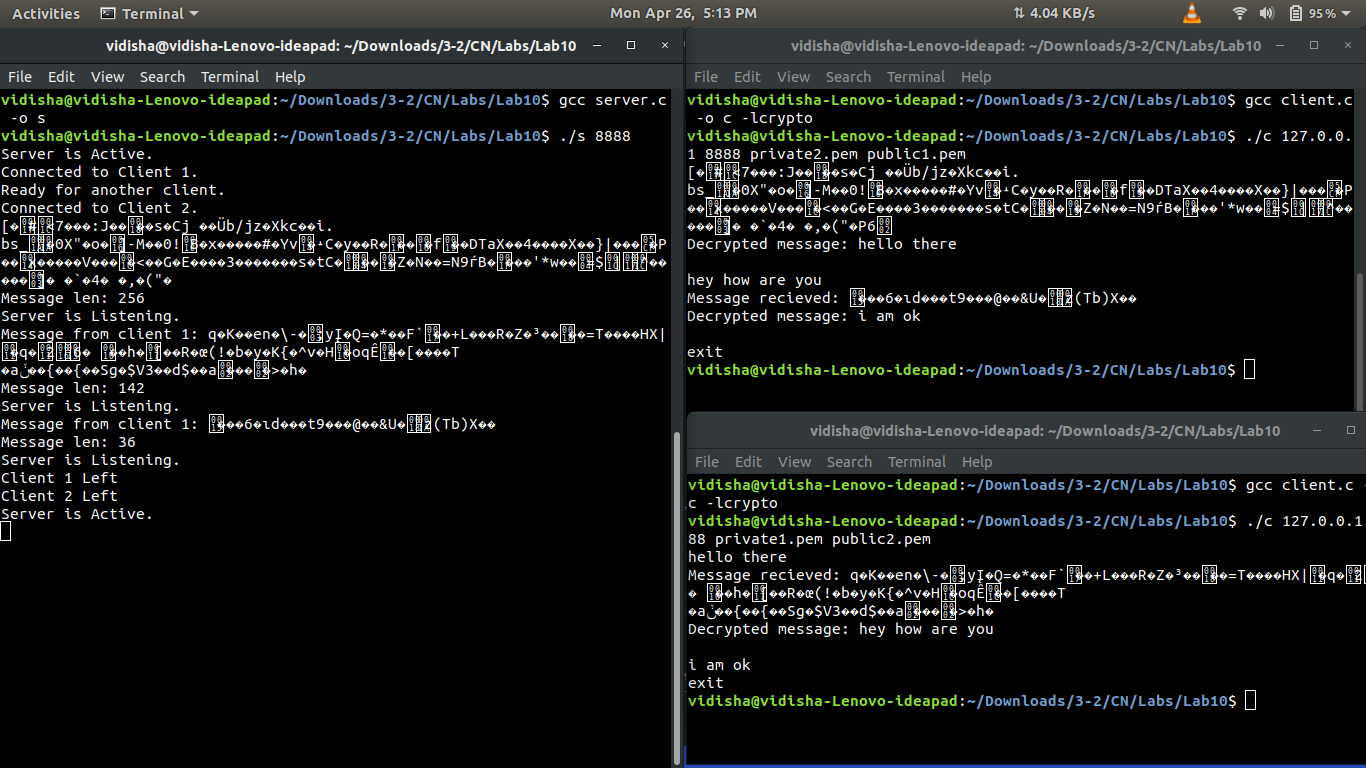 Activities Terminal Mon Apr 26, 5:13 PM 4.04 KB/s 95%
vidisha@vidisha-Lenovo-ideapad: ~/Downloads/3-2/CN/Labs/Lab10
File Edit View Search Terminal Help
vidisha@vidisha-Lenovo-ideapad:~/Downloads/3-2/CN/Labs/Lab10$ gcc server.c
-o s
vidisha@vidisha-Lenovo-ideapad:~/Downloads/3-2/CN/Labs/Lab10$ ./s 8888
Server is Active.
Connected to Client 1.
Ready for another client.
Connected to Client 2.
Message len: 256
Server is Listening.
Message from client 1:
Message len: 142
Server is Listening.
Message from client 1:
Message len: 36
Server is Listening.
Client 1 Left
Client 2 Left
Server is Active.
vidisha@vidisha-Lenovo-ideapad: ~/Downloads/3-2/CN/Labs/Lab10
File Edit View Search Terminal Help
vidisha@vidisha-Lenovo-ideapad:~/Downloads/3-2/CN/Labs/Lab10$ gcc client.c
-o c -lcrypto
vidisha@vidisha-Lenovo-ideapad:~/Downloads/3-2/CN/Labs/Lab10$ ./c 127.0.0.
1 8888 private2.pem public1.pem
Decrypted message: hello there
hey how are you
Message recieved:
Decrypted message: i am ok
exit
vidisha@vidisha-Lenovo-ideapad:~/Downloads/3-2/CN/Labs/Lab10$
vidisha@vidisha-Lenovo-ideapad: ~/Downloads/3-2/CN/Labs/Lab10
File Edit View Search Terminal Help
vidisha@vidisha-Lenovo-ideapad:~/Downloads/3-2/CN/Labs/Lab10$ gcc client.c -
c -lcrypto
vidisha@vidisha-Lenovo-ideapad:~/Downloads/3-2/CN/Labs/Lab10$ ./c 127.0.0.1
88 private1.pem public2.pem
hello there
Message recieved:
Decrypted message: hey how are you
i am ok
exit
vidisha@vidisha-Lenovo-ideapad:~/Downloads/3-2/CN/Labs/Lab10$